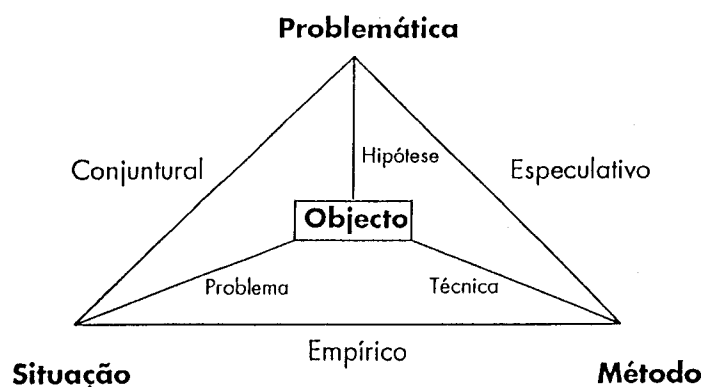 Problemática
Conjuntural
Hipótese
Especulativo
Objecto
Problema
Técnica
Empírico
Situação
Método